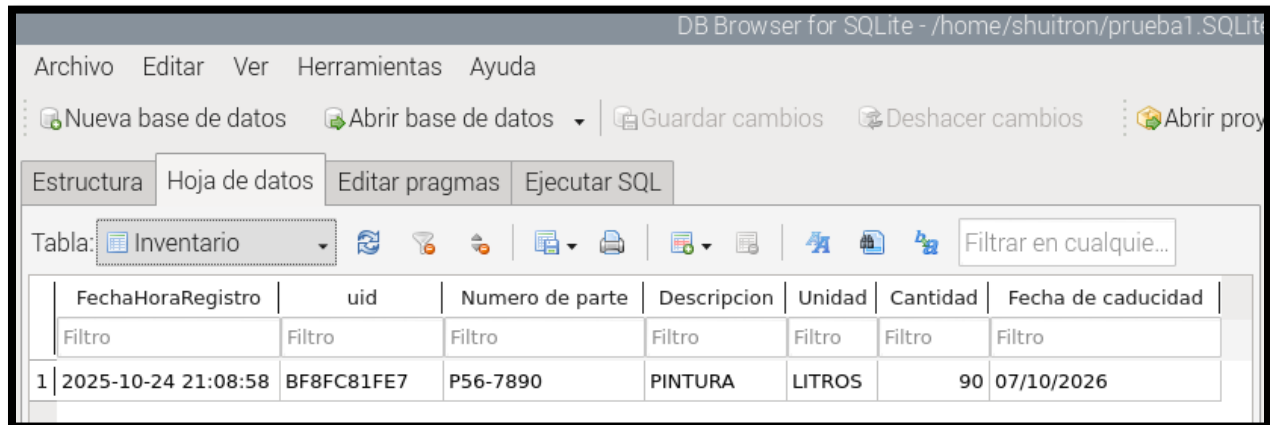 DB Browser for SQLite - /home/shuitron/prueba1.SQLite
Archivo Editar Ver Herramientas Ayuda
Nueva base de datos Abrir base de datos Guardar cambios Deshacer cambios Abrir proy
Estructura Hoja de datos Editar pragmas Ejecutar SQL
Tabla: Inventario Filtrar en cualquie...
FechaHoraRegistro uid Numero de parte Descripcion Unidad Cantidad Fecha de caducidad
Filtro Filtro Filtro Filtro Filtro Filtro Filtro
1 2025-10-24 21:08:58 BF8FC81FE7 P56-7890 PINTURA LITROS 90 07/10/2026